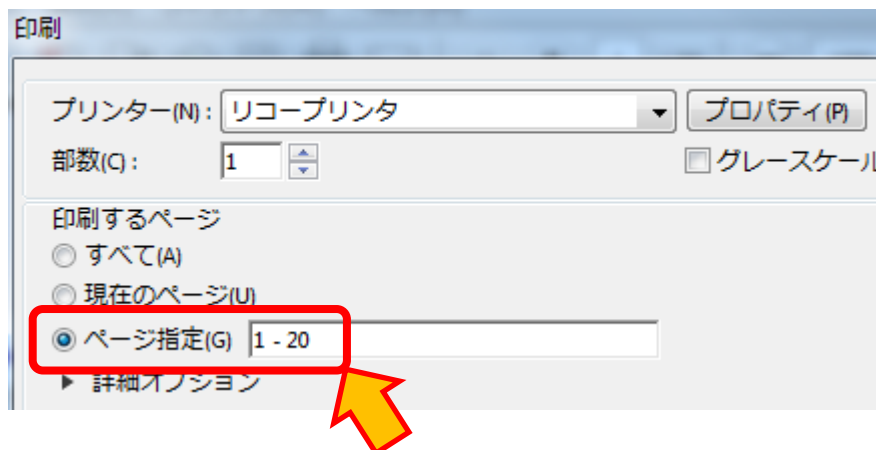 印刷
プリンター(N): リコープリンタ プロパティ(P)
部数(C): 1 グレースケール
印刷するページ
すべて(A)
現在のページ(U)
ページ指定(G) 1 - 20
詳細オプション